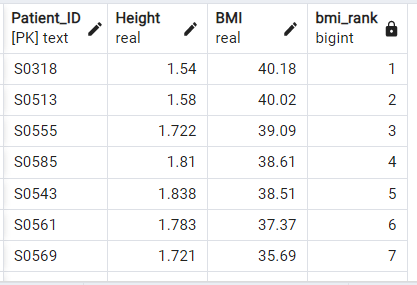 Patient_ID Height BMI bmi_rank
[PK] text real real bigint
S0318 1.54 40.18 1
S0513 1.58 40.02 2
S0555 1.722 39.09 3
S0585 1.81 38.61 4
S0543 1.838 38.51 5
S0561 1.783 37.37 6
S0569 1.721 35.69 7